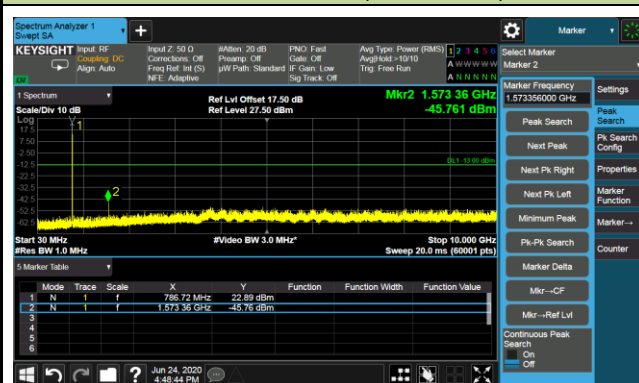 Spectrum Analyzer 1
Swept SA
+
Marker
KEYSIGHT
Input: RF
Coupling: DC
Align: Auto
Input Z: 50 Ω
Corrections: Off
Freq Ref: Int (S)
NFE: Adaptive
#Atten: 20 dB
Preamp: Off
µW Path: Standard
PNO: Fast
Gate: Off
IF Gain: Low
Sig Track: Off
Avg Type: Power (RMS)
Avg|Hold:>10/10
Trig: Free Run
1 2 3 4 5 6
A W W W W W
A N N N N N
Select Marker
Marker 2
Marker Frequency
1.573356000 GHz
Settings
Peak Search
Next Peak
Next Pk Right
Next Pk Left
Minimum Peak
Pk-Pk Search
Marker Delta
Mkr→CF
Mkr→Ref Lvl
Continuous Peak
Search
On
Off
Peak
Search
Pk Search
Config
Properties
Marker
Function
Marker→
Counter
1 Spectrum
Scale/Div 10 dB
Log
Ref Lvl Offset 17.50 dB
Ref Level 27.50 dBm
Mkr2 1.573 36 GHz
-45.761 dBm
17.5
7.50
-2.50
-12.5
-22.5
-32.5
-42.5
-52.5
-62.5
1
2
DL1 -13.00 dBm
Start 30 MHz
#Res BW 1.0 MHz
#Video BW 3.0 MHz*
Stop 10.000 GHz
Sweep 20.0 ms (60001 pts)
5 Marker Table
Mode Trace Scale X Y Function Function Width Function Value
1 N 1 f 786.72 MHz 22.89 dBm
2 N 1 f 1.573 36 GHz -45.76 dBm
3
4
5
6
?
Jun 24, 2020
4:48:44 PM